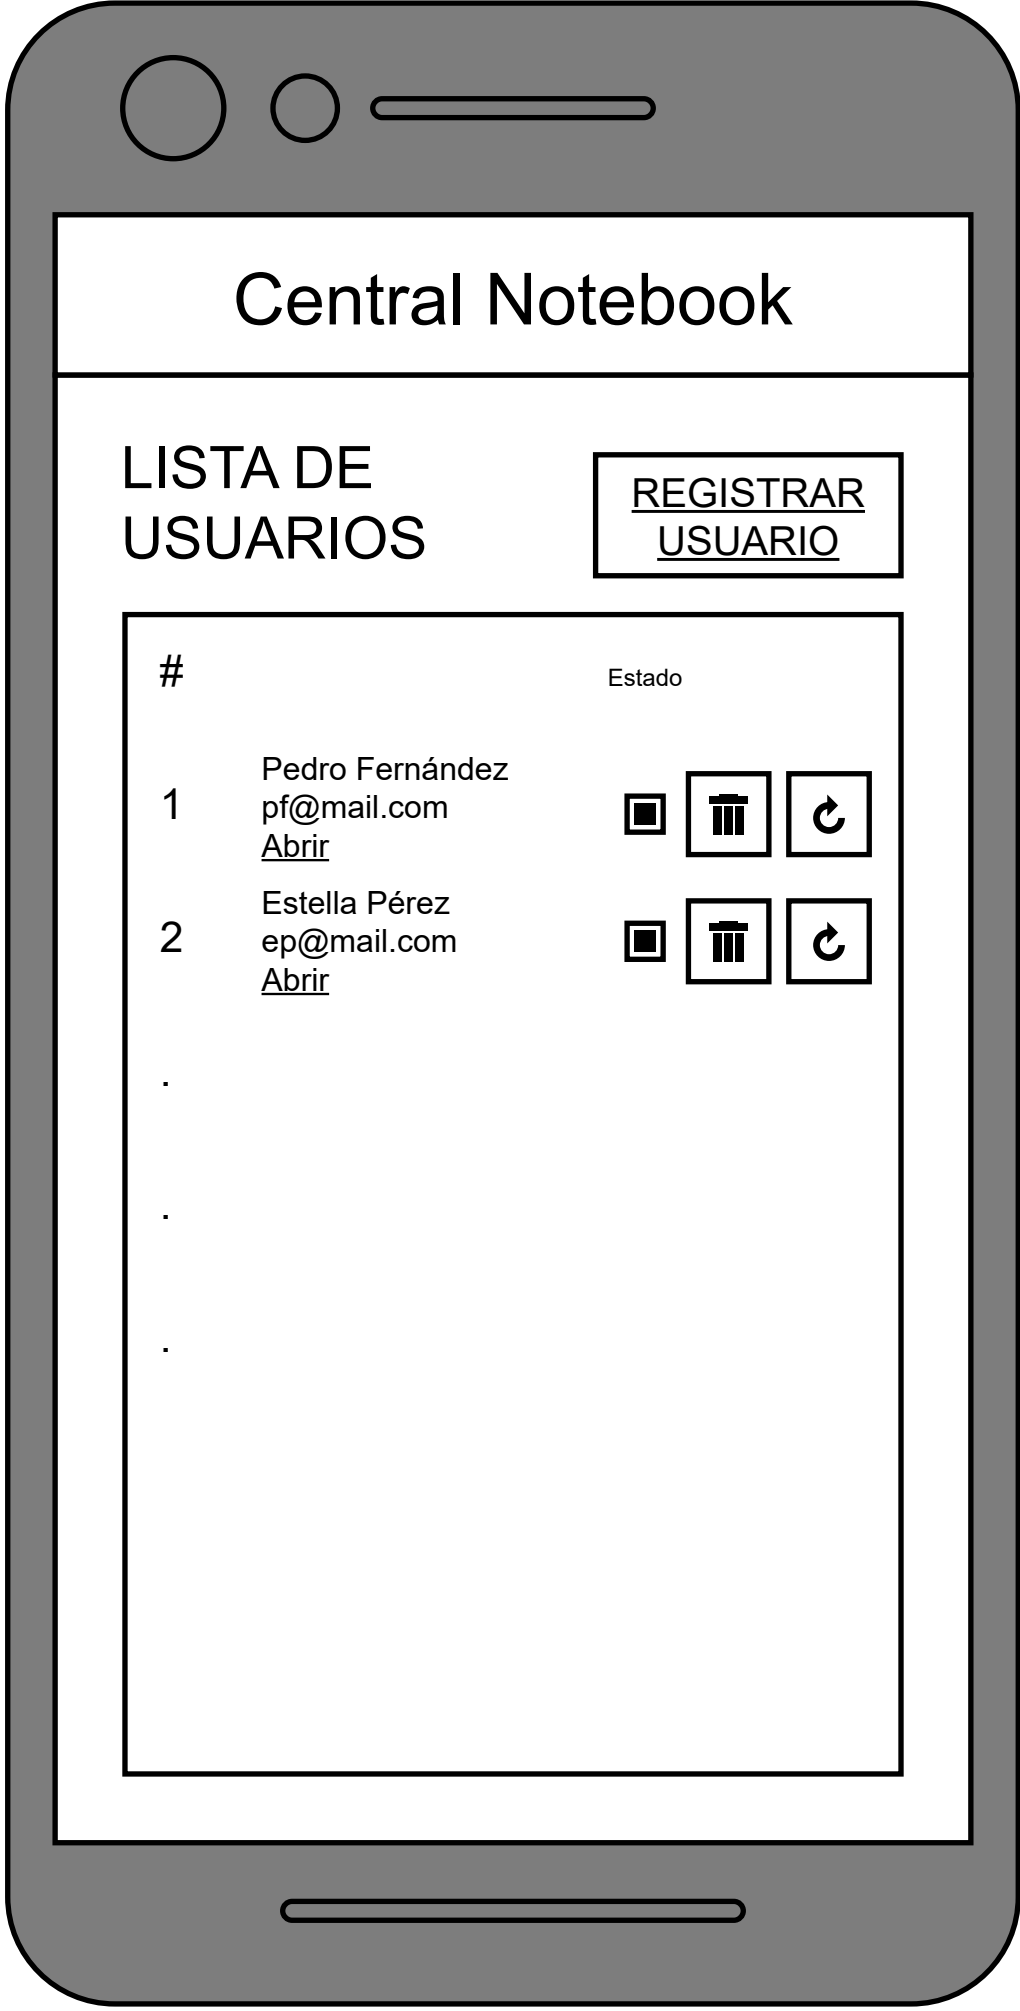 Central Notebook
LISTA DE
USUARIOS
REGISTRAR
USUARIO
# Estado
1
Pedro Fernández
pf@mail.com
Abrir
2
Estella Pérez
ep@mail.com
Abrir
.
.
.